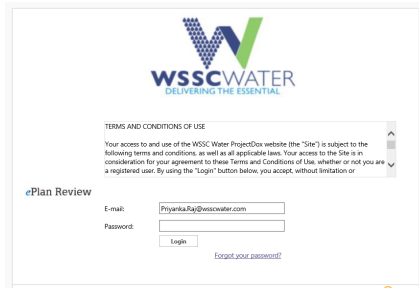 WSSCWATER
DELIVERING THE ESSENTIAL
TERMS AND CONDITIONS OF USE
Your access to and use of the WSSC Water ProjectDox website (the "Site") is subject to the
following terms and conditions, as well as all applicable laws. Your access to the Site is in
consideration for your agreement to these Terms and Conditions of Use, whether or not you are
a registered user. By using the "Login" button below, you accept, without limitation or
ePlan Review
E-mail: Priyanka.Raj@wsscwater.com
Password:
Login
Forgot your password?